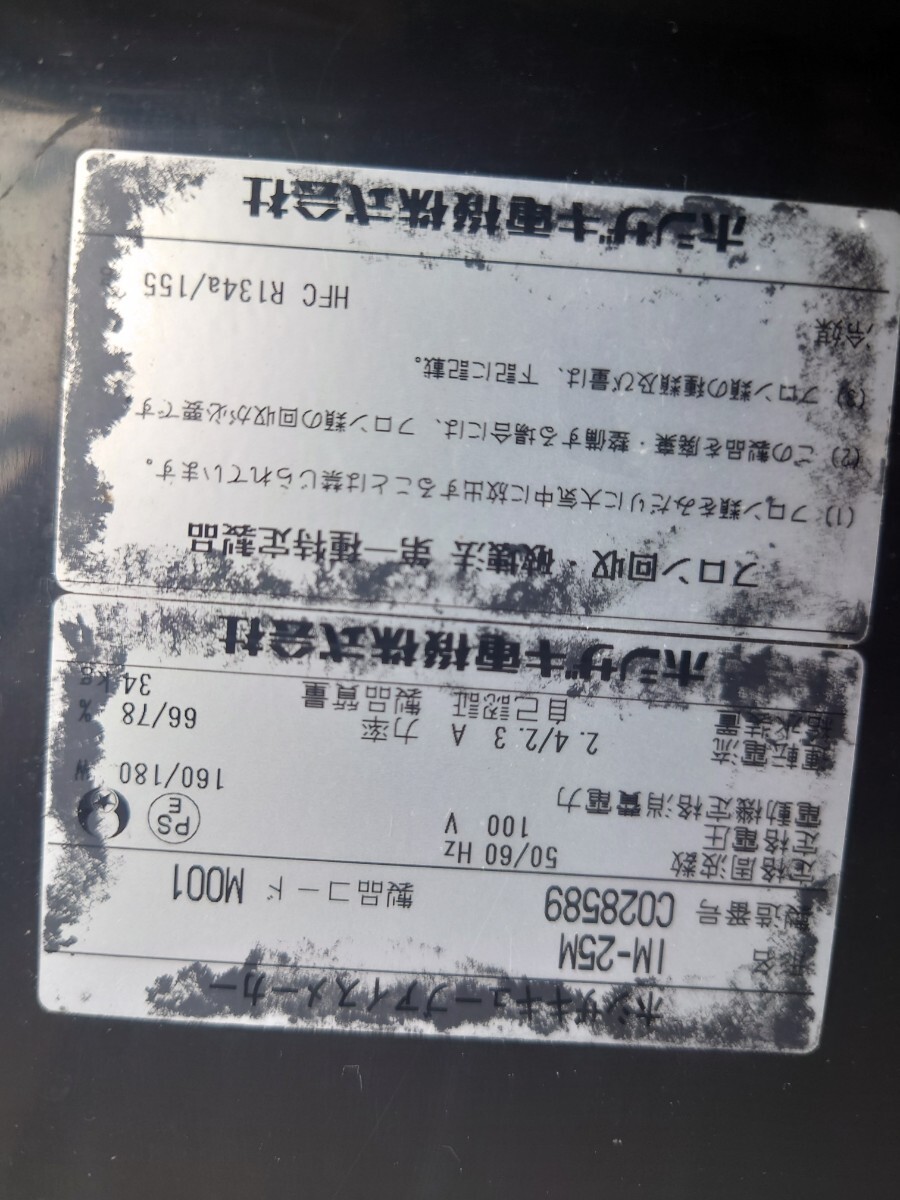 ホシザキキューブアイスメーカー
形名 IM-25M
製造番号 C028589 製品コード M001
定格周波数 50/60 Hz
定格電圧 100 V
電動機定格消費電力 160/180 W
PS
E
運転電流 2.4/2.3 A 力率 66/78 %
給水装置 自己認証 製品質量 34 kg
ホシザキ電機株式会社
フロン回収・破壊法 第一種特定製品
(1) フロン類をみだりに大気中に放出することは禁じられています。
(2) この製品を廃棄・整備する場合には、フロン類の回収が必要です
(3) フロン類の種類及び量は、下記に記載。
冷媒 HFC R134a/155
ホシザキ電機株式会社